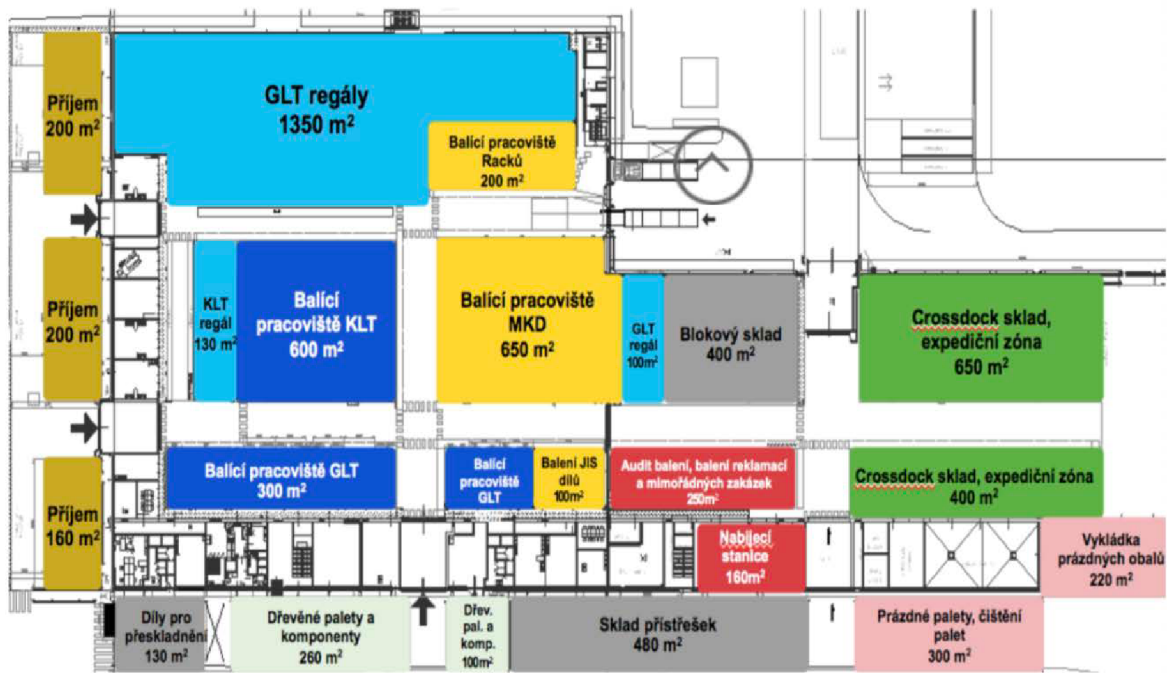 Příjem
200 m²
GLT regály
1350 m²
Balící pracoviště
Racků
200 m²
Příjem
200 m²
KLT
regál
130 m²
Balící
pracoviště KLT
600 m²
Balící pracoviště
MKD
650 m²
GLT
regál
100m²
Blokový sklad
400 m²
Crossdock sklad,
expediční zóna
650 m²
Příjem
160 m²
Balící pracoviště GLT
300 m²
Balící
pracoviště
GLT
Balení JIS
dílů
100m²
Audit balení, balení reklamací
a mimořádných zakázek
250m²
Crossdock sklad, expediční zóna
400 m²
Nabíjecí
stanice
160m²
Vykládka
prázdných obalů
220 m²
Díly pro
přeskladnění
130 m²
Dřevěné palety a
komponenty
260 m²
Dřev.
pal. a
komp.
100m²
Sklad přístřešek
480 m²
Prázdné palety, čištění
palet
300 m²